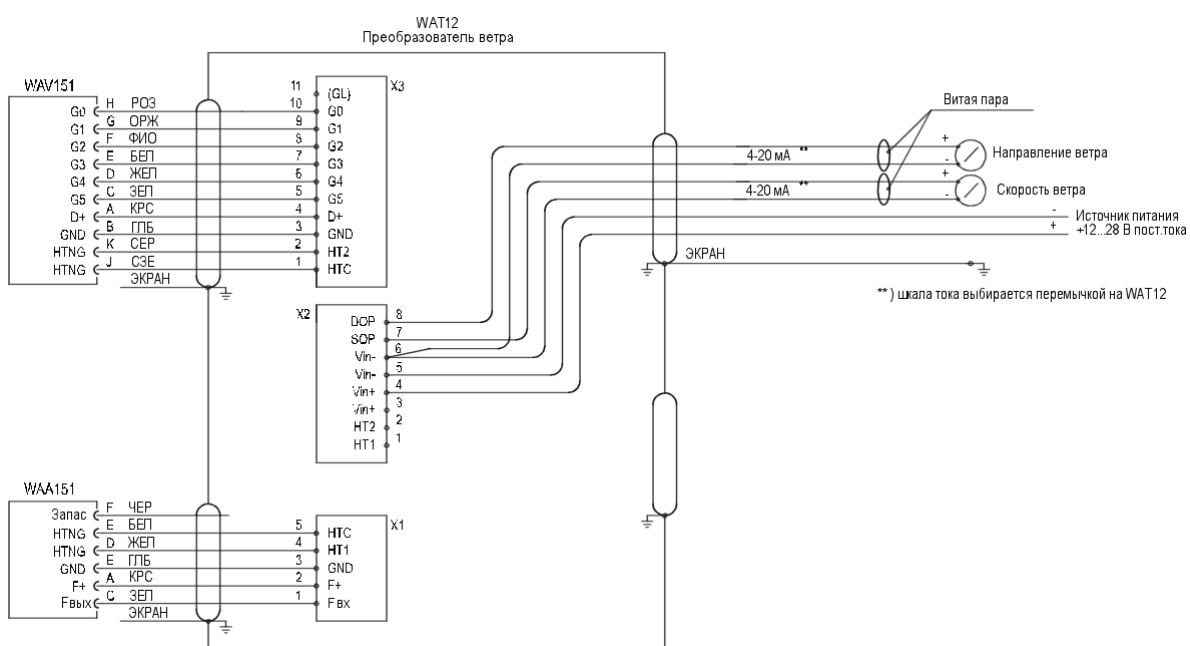 WAT12
Преобразователь ветра
WAV151
X3
11 (GL)
G0 H РОЗ 10 G0
G1 G ОРЖ 9 G1
G2 F ФИО 8 G2
G3 E БЕЛ 7 G3
G4 D ЖЕЛ 6 G4
G5 C ЗЕЛ 5 G5
D+ A КРС 4 D+
GND B ГЛБ 3 GND
HTNG K СЕР 2 HT2
HTNG J СЗЕ 1 HTC
ЭКРАН
Витая пара
4-20 мА **
+
-
Направление ветра
4-20 мА **
+
-
Скорость ветра
- Источник питания
+ +12...28 В пост.тока
ЭКРАН
** ) шкала тока выбирается перемычкой на WAT12
X2
DOP 8
SOP 7
Vin- 6
Vin- 5
Vin+ 4
Vin+ 3
HT2 2
HT1 1
WAA151
X1
Запас F ЧЕР
HTNG E БЕЛ 5 HTC
HTNG D ЖЕЛ 4 HT1
GND E ГЛБ 3 GND
F+ A КРС 2 F+
Fвых C ЗЕЛ 1 Fвх
ЭКРАН